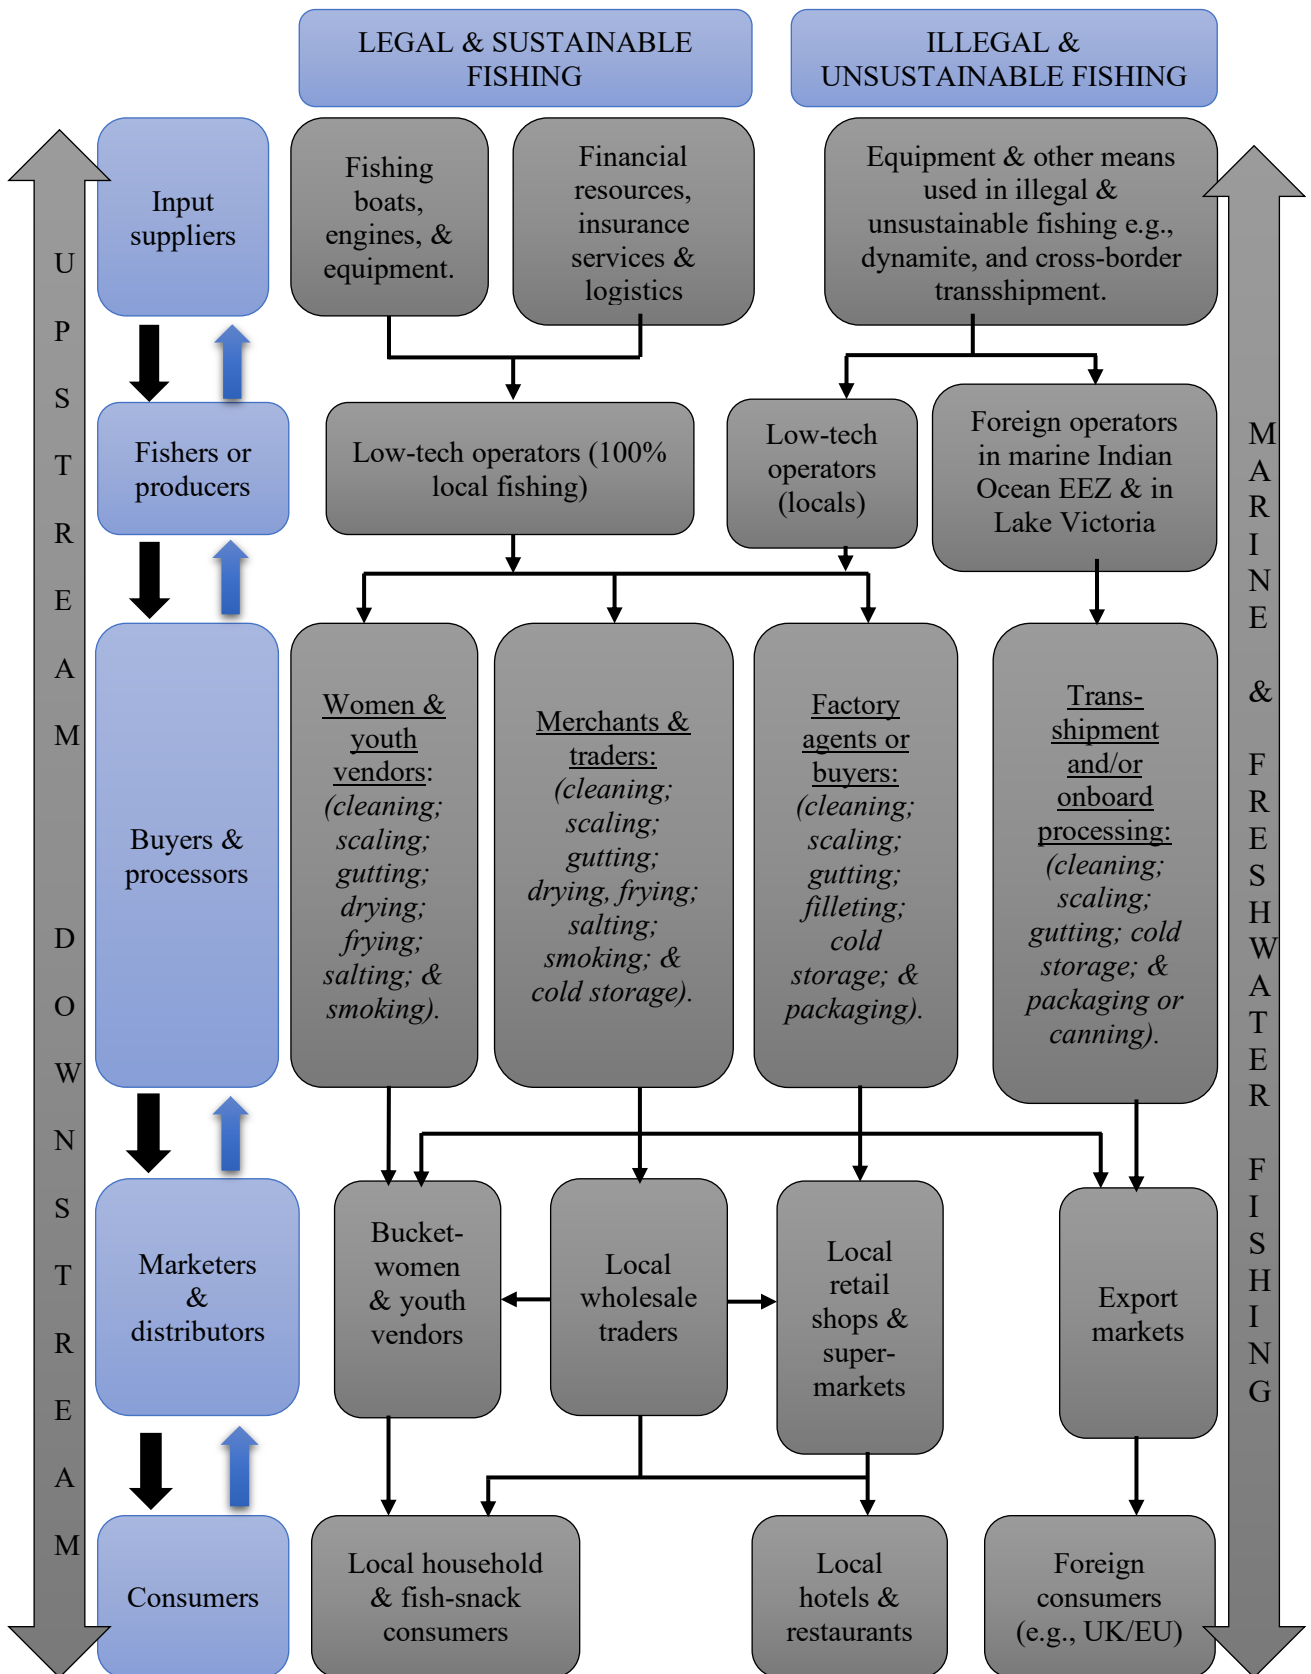 LEGAL & SUSTAINABLE
FISHING
ILLEGAL &
UNSUSTAINABLE FISHING
UPSTREAM DOWNSTREAM
Input
suppliers
Fishing
boats,
engines, &
equipment.
Financial
resources,
insurance
services &
logistics
Equipment & other means
used in illegal &
unsustainable fishing e.g.,
dynamite, and cross-border
transshipment.
MARINE & FRESHWATER FISHING
Fishers or
producers
Low-tech operators (100%
local fishing)
Low-tech
operators
(locals)
Foreign operators
in marine Indian
Ocean EEZ & in
Lake Victoria
Buyers &
processors
Women &
youth
vendors:
(cleaning;
scaling;
gutting;
drying;
frying;
salting; &
smoking).
Merchants &
traders:
(cleaning;
scaling;
gutting;
drying, frying;
salting;
smoking; &
cold storage).
Factory
agents or
buyers:
(cleaning;
scaling;
gutting;
filleting;
cold
storage; &
packaging).
Trans-
shipment
and/or
onboard
processing:
(cleaning;
scaling;
gutting; cold
storage; &
packaging or
canning).
Marketers
&
distributors
Bucket-
women
& youth
vendors
Local
wholesale
traders
Local
retail
shops &
super-
markets
Export
markets
Consumers
Local household
& fish-snack
consumers
Local
hotels &
restaurants
Foreign
consumers
(e.g., UK/EU)